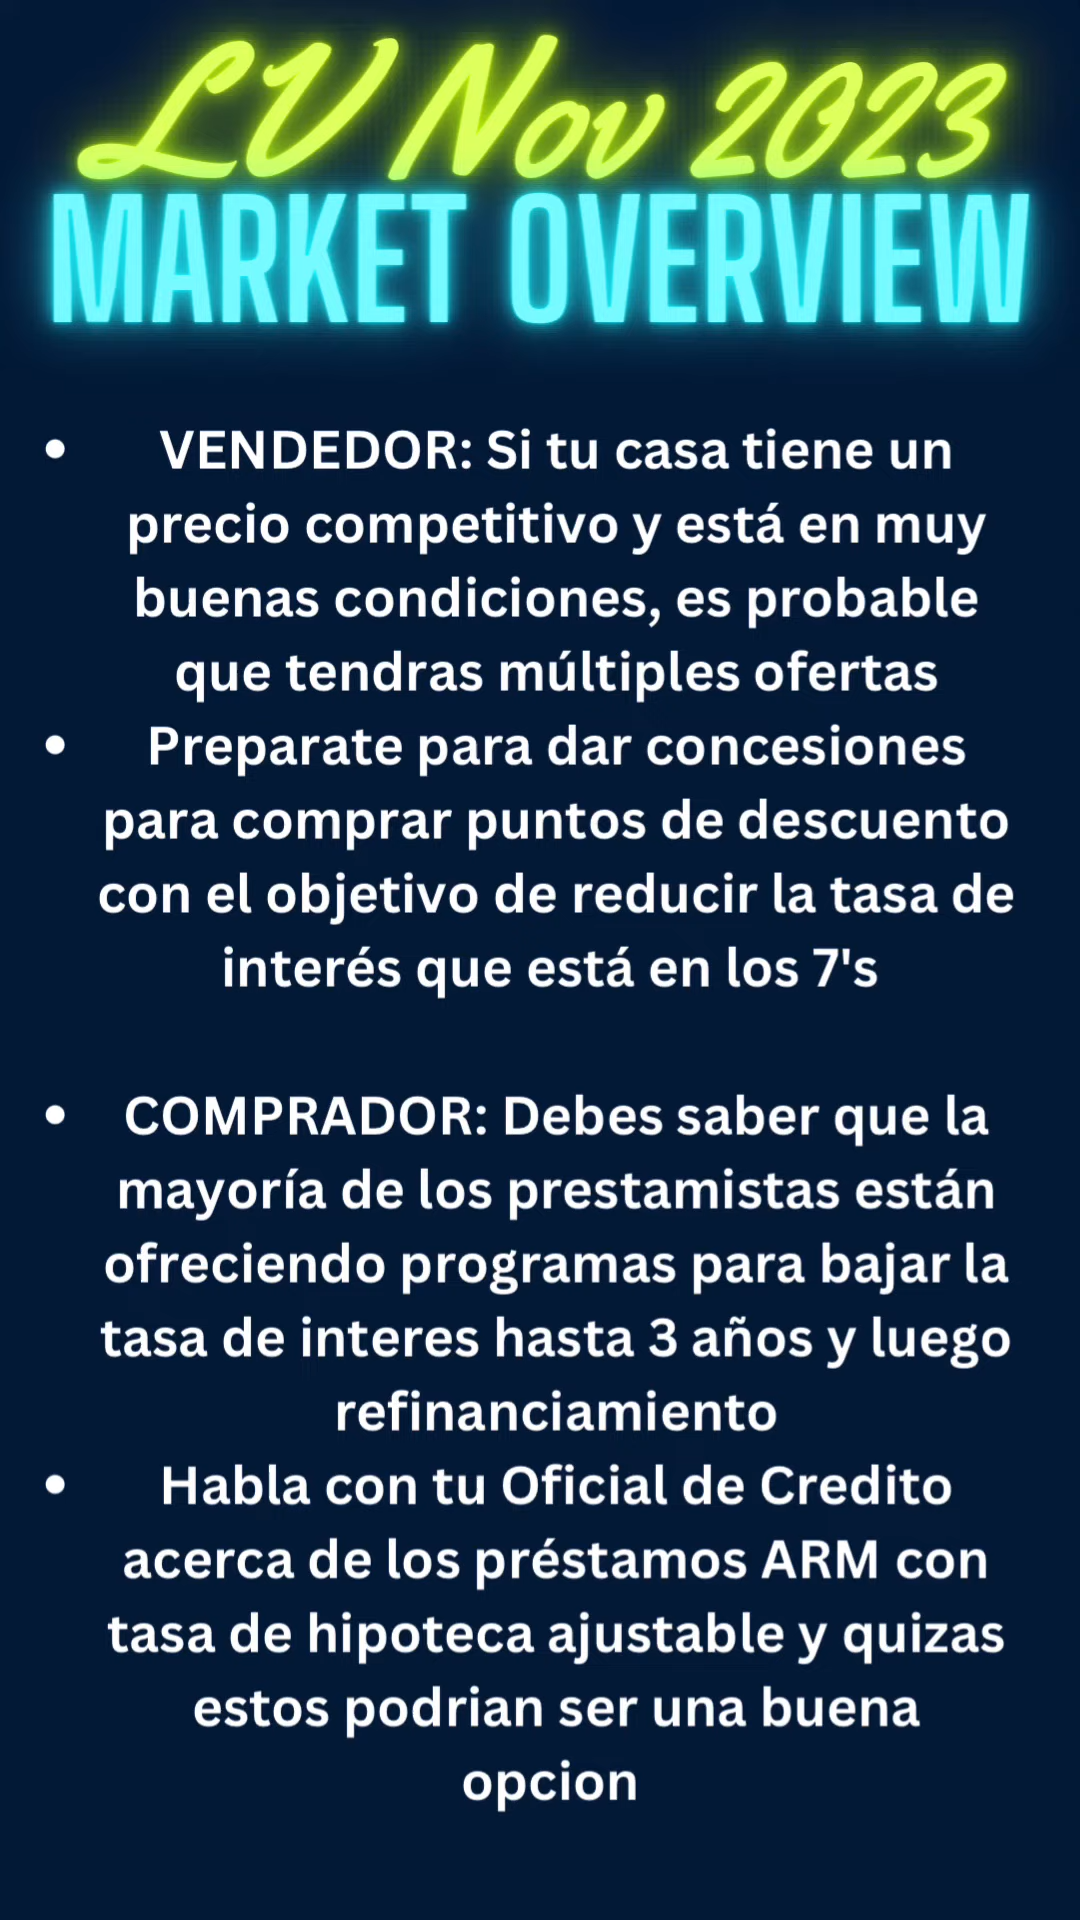 LV Nov 2023
MARKET OVERVIEW
• VENDEDOR: Si tu casa tiene un
precio competitivo y está en muy
buenas condiciones, es probable
que tendras múltiples ofertas
• Preparate para dar concesiones
para comprar puntos de descuento
con el objetivo de reducir la tasa de
interés que está en los 7's
• COMPRADOR: Debes saber que la
mayoría de los prestamistas están
ofreciendo programas para bajar la
tasa de interes hasta 3 años y luego
refinanciamiento
• Habla con tu Oficial de Credito
acerca de los préstamos ARM con
tasa de hipoteca ajustable y quizas
estos podrian ser una buena
opcion